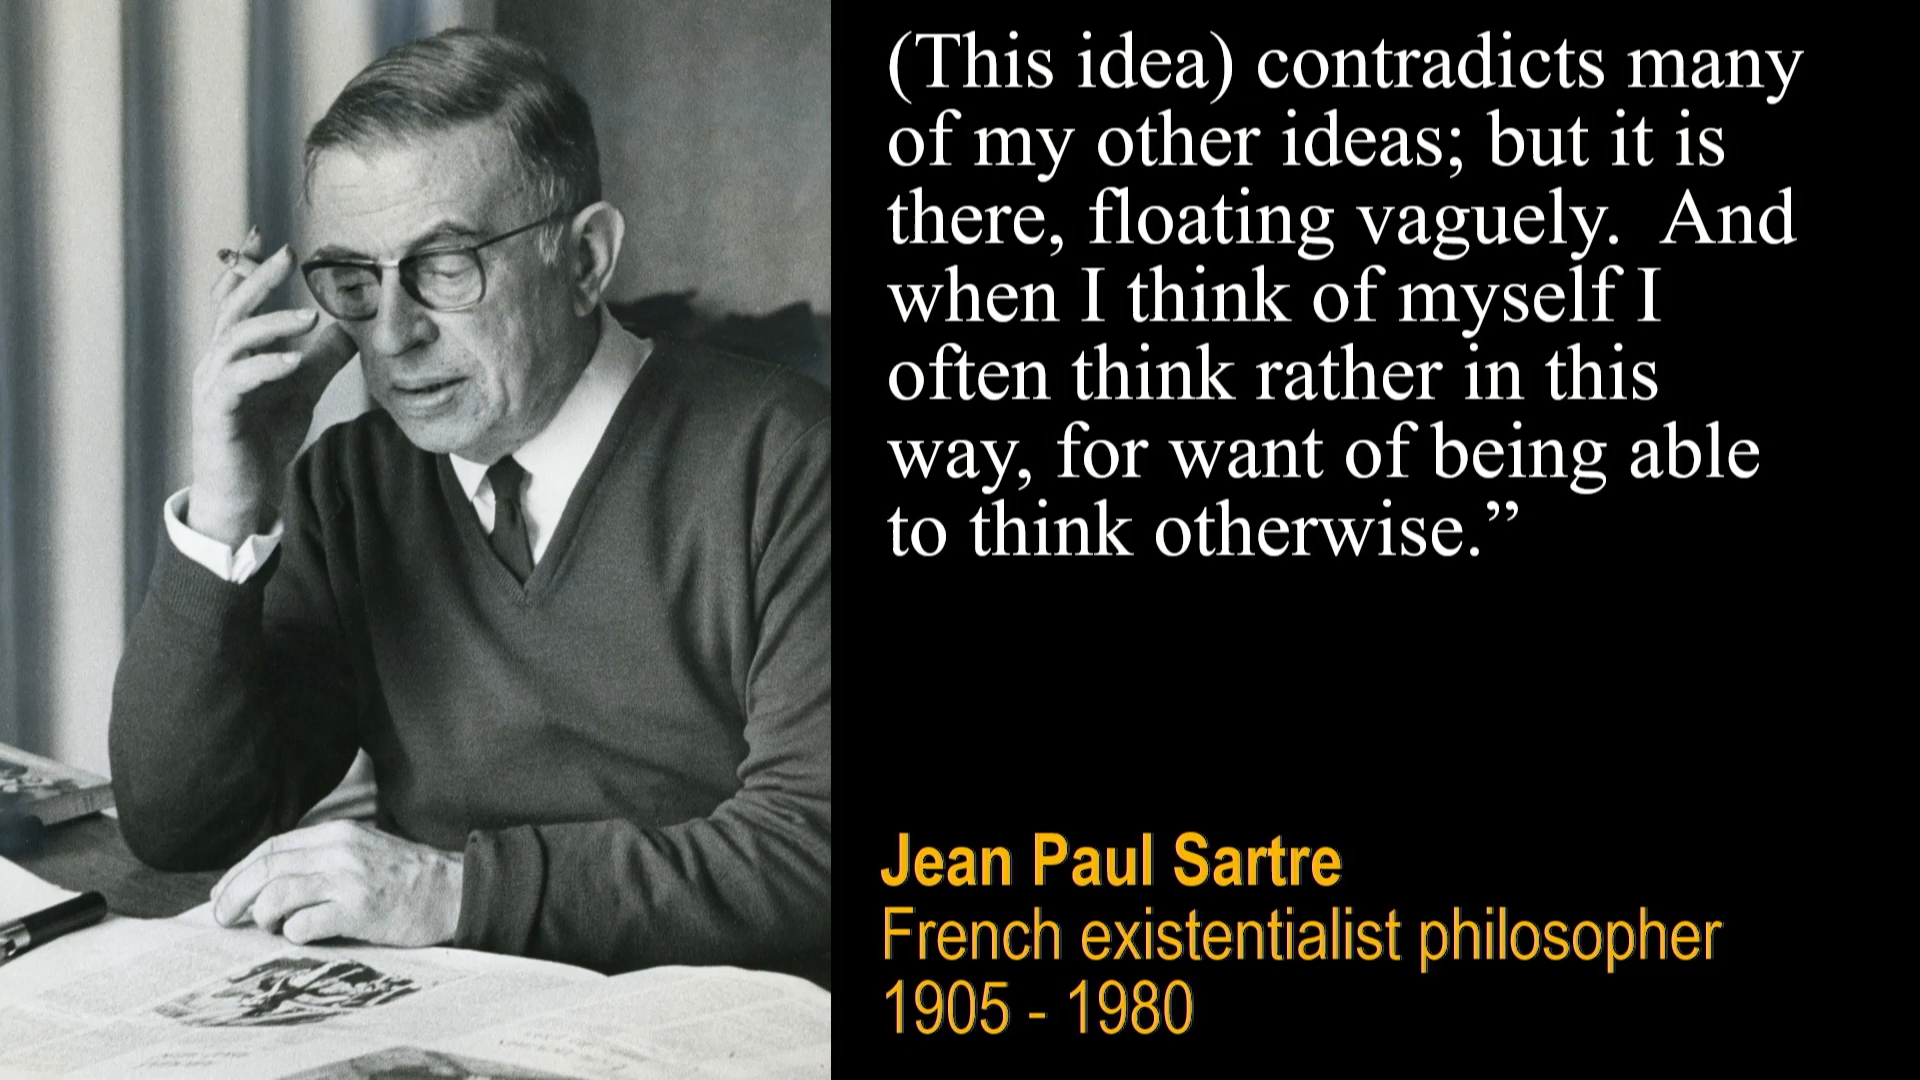 (This idea) contradicts many
of my other ideas; but it is
there, floating vaguely.  And
when I think of myself I
often think rather in this
way, for want of being able
to think otherwise.”
Jean Paul Sartre
French existentialist philosopher
1905 - 1980